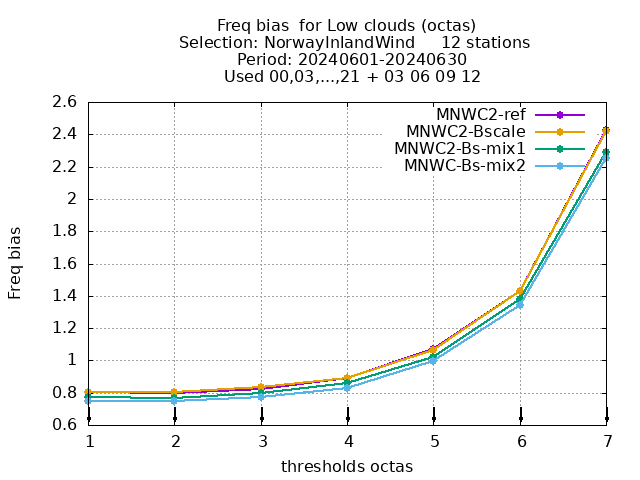 Freq bias  for Low clouds (octas)
Selection: NorwayInlandWind     12 stations
Period: 20240601-20240630
Used 00,03,...,21 + 03 06 09 12
MNWC2-ref
MNWC2-Bscale
MNWC2-Bs-mix1
MNWC-Bs-mix2
Freq bias
2.6
2.4
2.2
2
1.8
1.6
1.4
1.2
1
0.8
0.6
1 2 3 4 5 6 7
thresholds octas